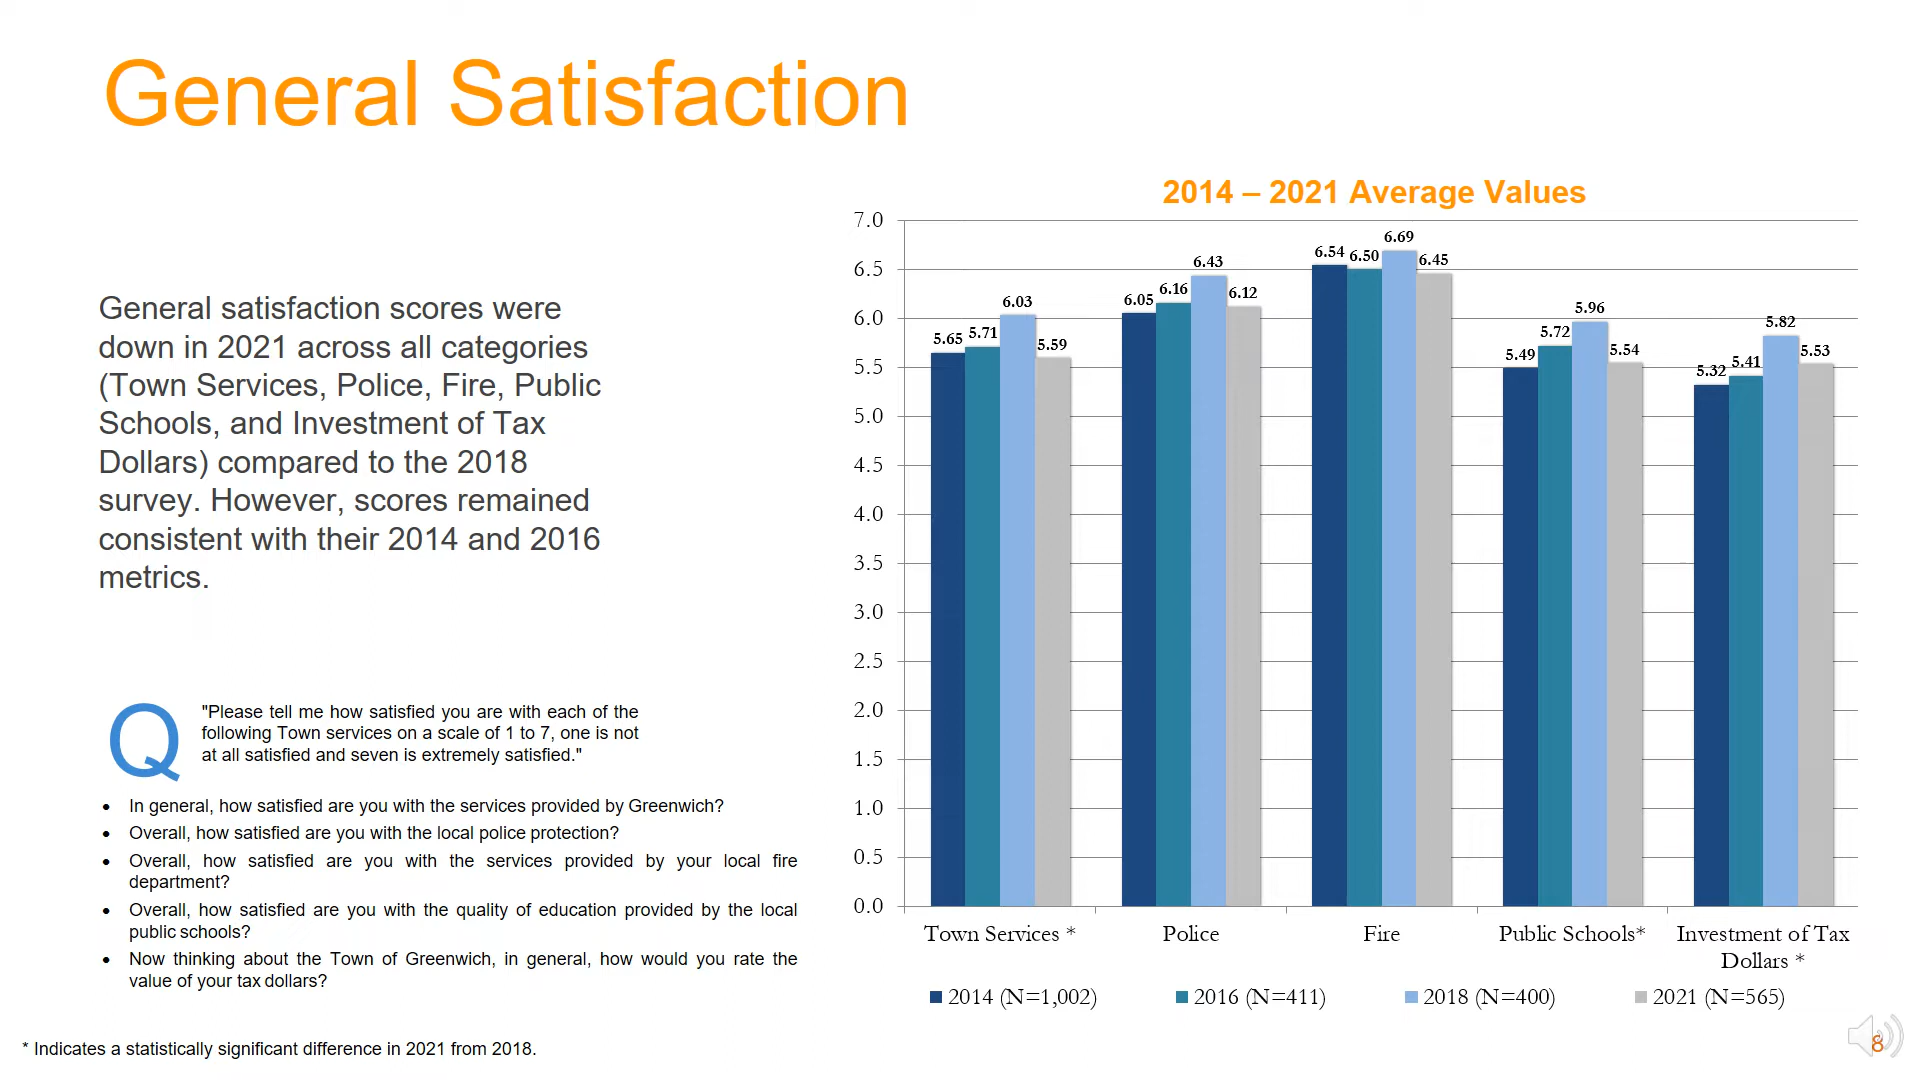 General Satisfaction
General satisfaction scores were
down in 2021 across all categories
(Town Services, Police, Fire, Public
Schools, and Investment of Tax
Dollars) compared to the 2018
survey. However, scores remained
consistent with their 2014 and 2016
metrics.
Q
"Please tell me how satisfied you are with each of the
following Town services on a scale of 1 to 7, one is not
at all satisfied and seven is extremely satisfied."
• In general, how satisfied are you with the services provided by Greenwich?
• Overall, how satisfied are you with the local police protection?
• Overall, how satisfied are you with the services provided by your local fire
department?
• Overall, how satisfied are you with the quality of education provided by the local
public schools?
• Now thinking about the Town of Greenwich, in general, how would you rate the
value of your tax dollars?
* Indicates a statistically significant difference in 2021 from 2018.
2014 – 2021 Average Values
7.0
6.5
6.0
5.5
5.0
4.5
4.0
3.5
3.0
2.5
2.0
1.5
1.0
0.5
0.0
5.65 5.71 6.03 5.59
6.05 6.16 6.43 6.12
6.54 6.50 6.69 6.45
5.49 5.72 5.96 5.54
5.32 5.41 5.82 5.53
Town Services *
Police
Fire
Public Schools*
Investment of Tax
Dollars *
2014 (N=1,002)
2016 (N=411)
2018 (N=400)
2021 (N=565)
8